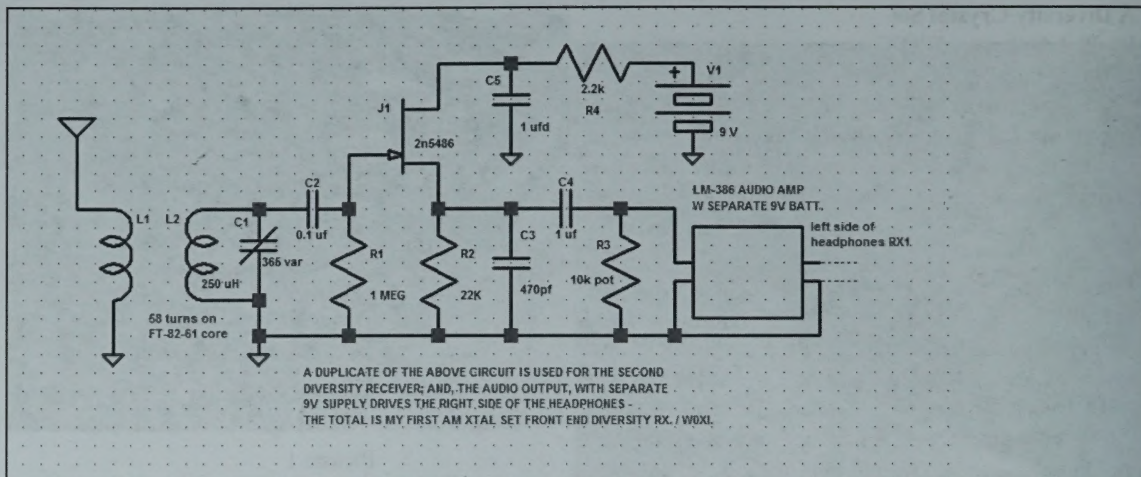 C5
2.2k
R4
+
V1
9 V
1 ufd
J1
2n5486
L1
L2
C1
365 var
250 uH
58 turns on
FT-82-61 core
C2
0.1 uf
R1
1 MEG
R2
22K
C3
470pf
C4
1 uf
R3
10k pot
LM-386 AUDIO AMP
W SEPARATE 9V BATT.
left side of
headphones RX1.
A DUPLICATE OF THE ABOVE CIRCUIT IS USED FOR THE SECOND
DIVERSITY RECEIVER; AND, THE AUDIO OUTPUT, WITH SEPARATE
9V SUPPLY DRIVES THE RIGHT SIDE OF THE HEADPHONES -
THE TOTAL IS MY FIRST AM XTAL SET FRONT END DIVERSITY RX. / W0XI.